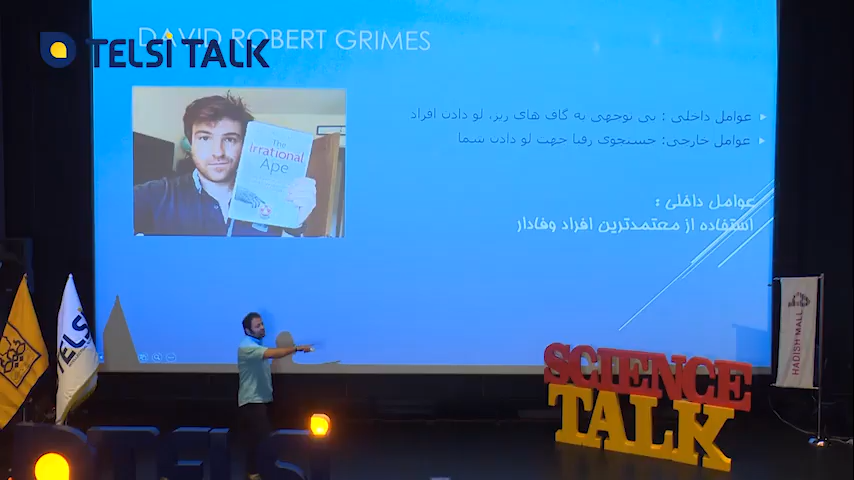 DAVID ROBERT GRIMES
TELSI TALK
عوامل داخلی : بی توجهی به گاف های ریز، لو دادن افراد
عوامل خارجی: جستجوی رقبا جهت لو دادن شما
The
Irrational
Ape
عوامل داخلی :
استفاده از معتمدترین افراد وفادار
TELSI
HADISH MALL
SCIENCE
TALK
TELSI